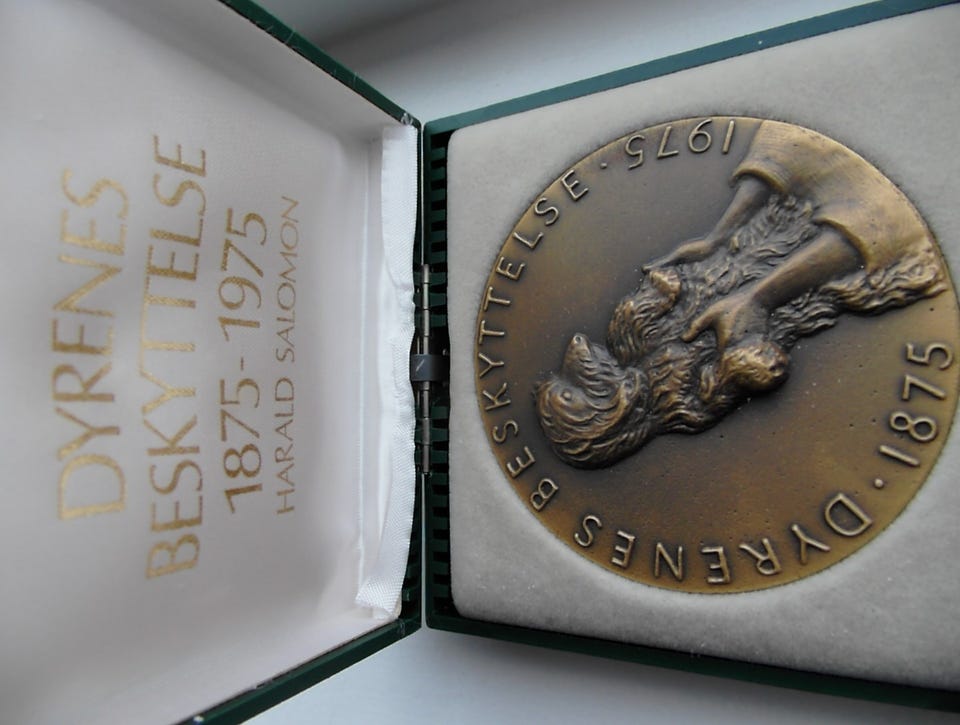 DYRENES
BESKYTTELSE
1875-1975
HARALD SALOMON
1875 · DYRENES BESKYTTELSE · 1975